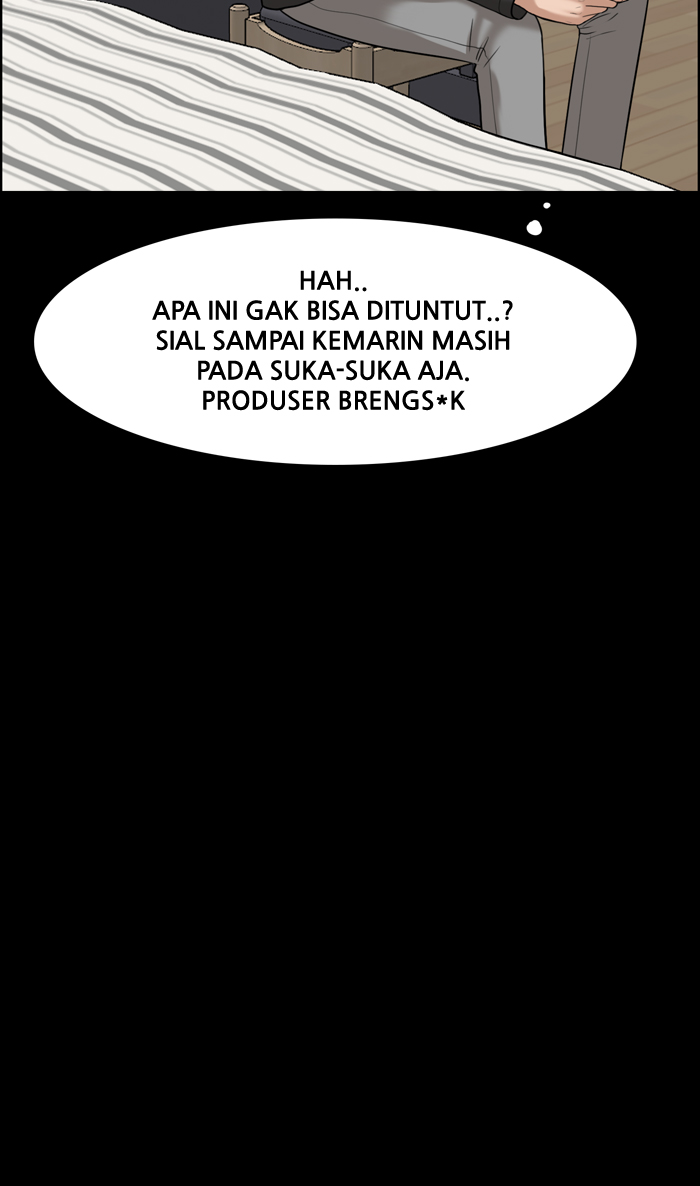 HAH..
APA INI GAK BISA DITUNTUT..?
SIAL SAMPAI KEMARIN MASIH
PADA SUKA-SUKA AJA.
PRODUSER BRENGS*K